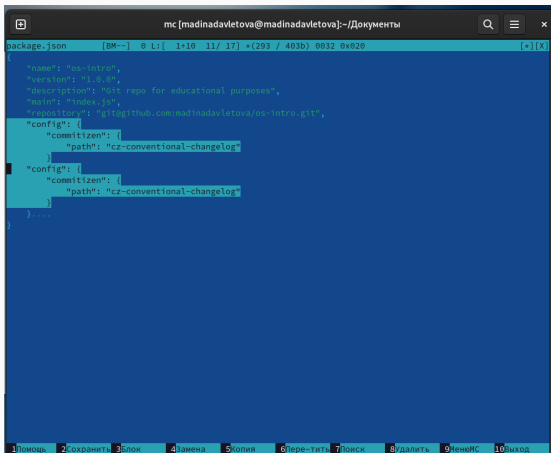 mc [madinadavletova@madinadavletova]:~/Документы
package.json [BM--] 0 L:[ 1+10 11/ 17] *(293 / 403b) 0032 0x020 [*][X]
{
"name": "os-intro",
"version": "1.0.0",
"description": "Git repo for educational purposes",
"main": "index.js",
"repository": "git@github.com:madinadavletova/os-intro.git",
"config": {
"commitizen": {
"path": "cz-conventional-changelog"
}
"config": {
"commitizen": {
"path": "cz-conventional-changelog"
}
}....
}
1Помощь 2Сохранить 3Блок 4Замена 5Копия 6Пере~тить 7Поиск 8Удалить 9МенюMC 10Выход